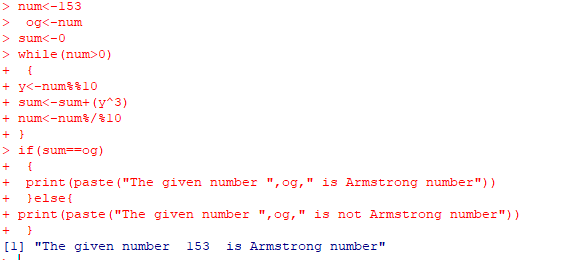 > num<-153
>  og<-num
> sum<-0
> while(num>0)
+  {
+ y<-num%%10
+ sum<-sum+(y^3)
+ num<-num%/%10
+ }
> if(sum==og)
+  {
+  print(paste("The given number ",og," is Armstrong number"))
+  }else{
+ print(paste("The given number ",og," is not Armstrong number"))
+  }
[1] "The given number  153  is Armstrong number"
>